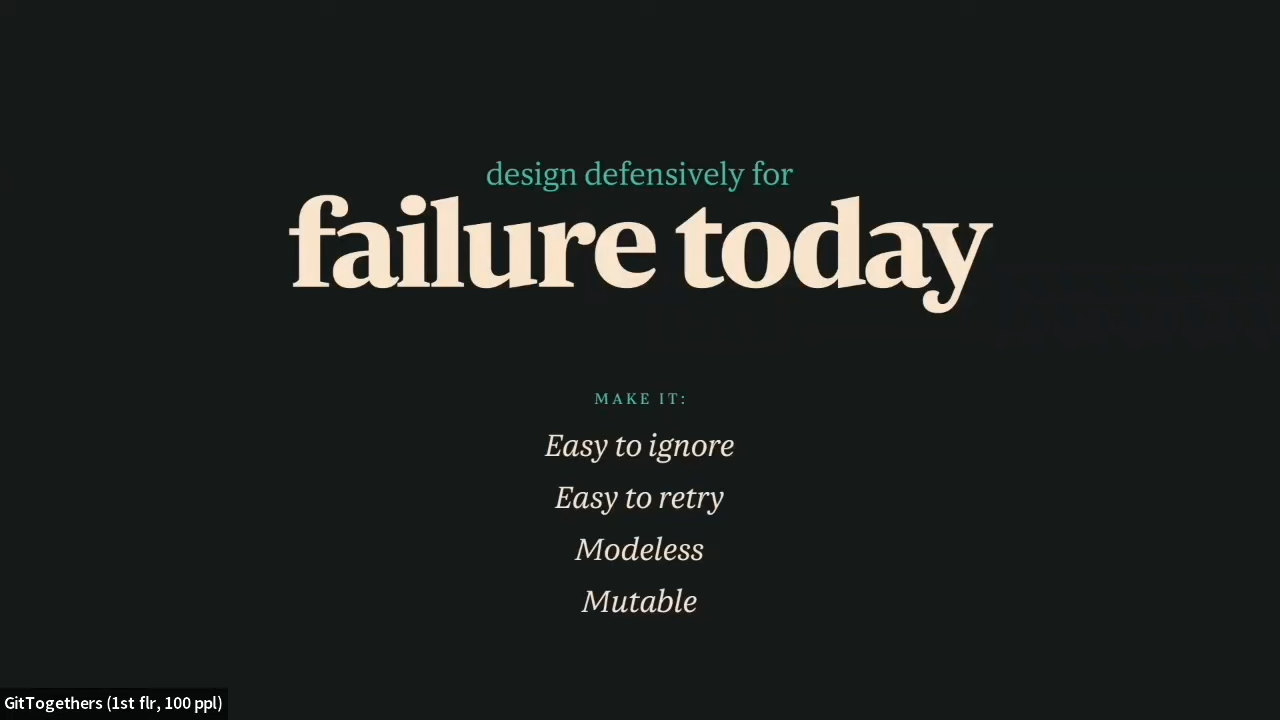 design defensively for
failure today
MAKE IT:
Easy to ignore
Easy to retry
Modeless
Mutable
GitTogethers (1st flr, 100 ppl)